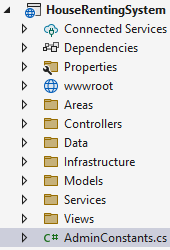 HouseRentingSystem
Connected Services
Dependencies
Properties
wwwroot
Areas
Controllers
Data
Infrastructure
Models
Services
Views
C# AdminConstants.cs